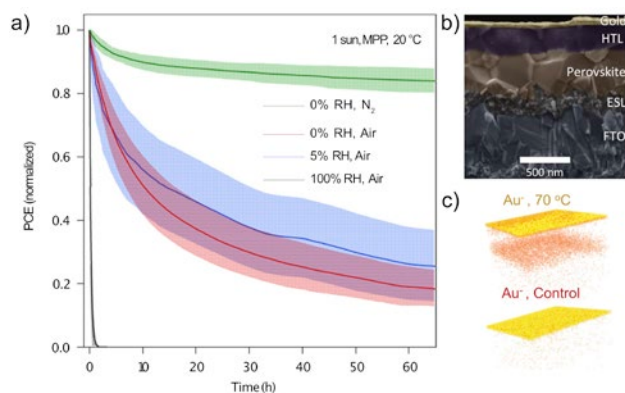 a)
1 sun, MPP, 20 °C
0% RH, N₂
0% RH, Air
5% RH, Air
100% RH, Air
PCE (normalized)
1.0
0.8
0.6
0.4
0.2
0.0
0
10
20
30
40
50
60
Time (h)
b)
Gold
HTL
Perovskite
ESL
FTO
500 nm
c)
Au⁻, 70 °C
Au⁻, Control